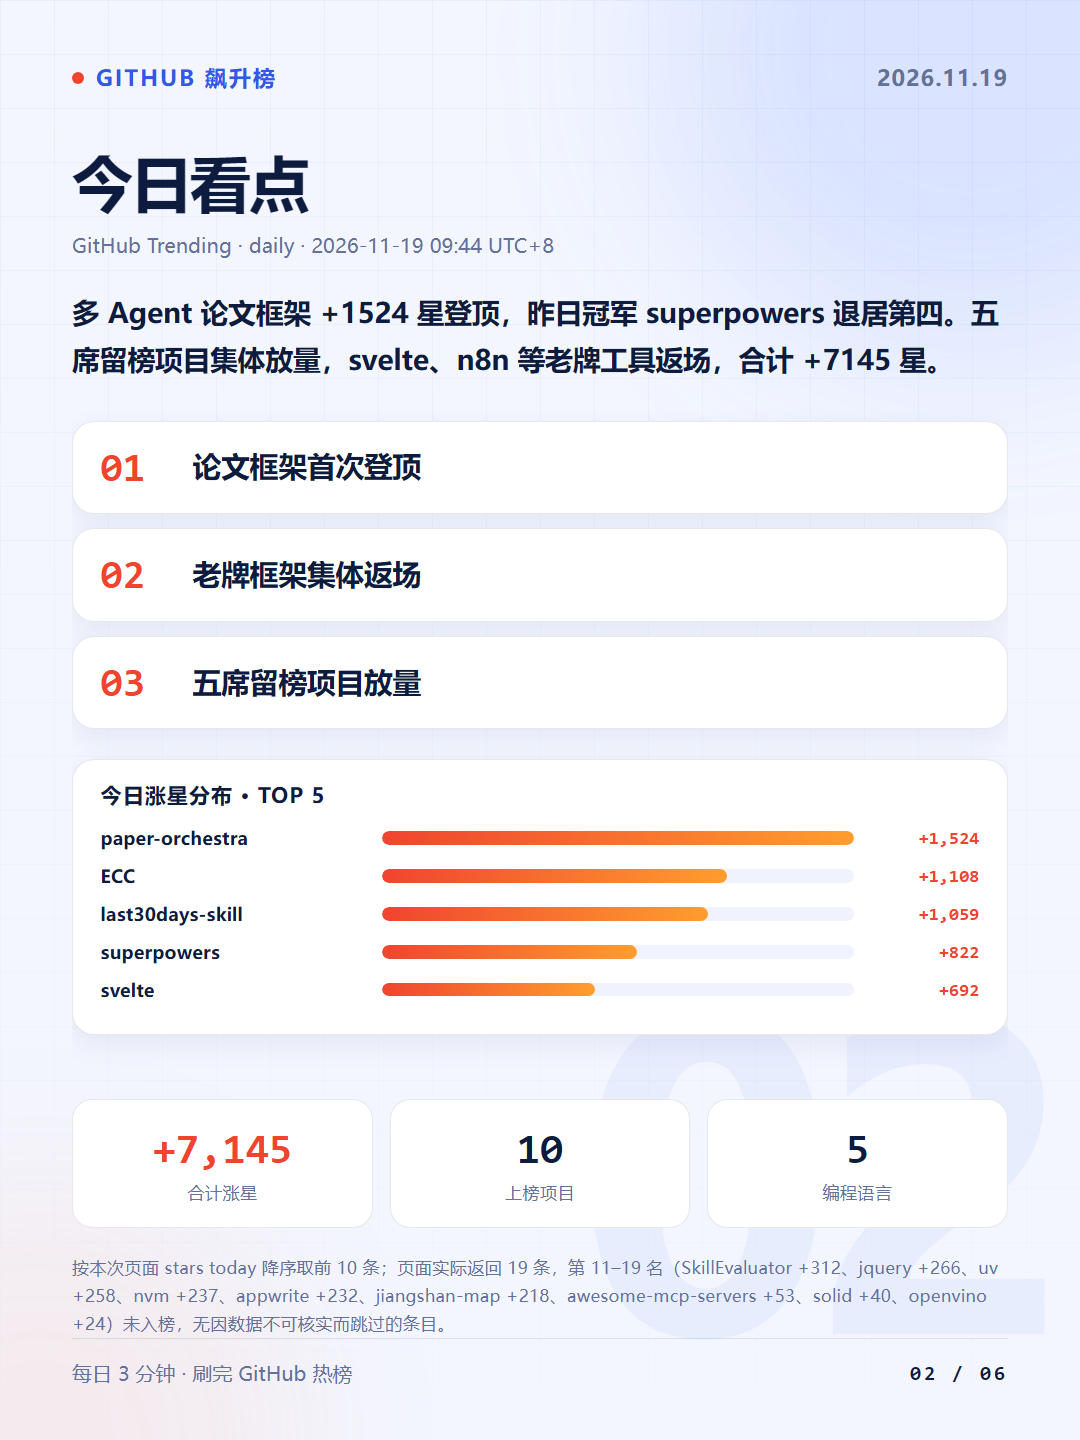 GITHUB 飙升榜
2026.11.19
今日看点
GitHub Trending · daily · 2026-11-19 09:44 UTC+8
多 Agent 论文框架 +1524 星登顶，昨日冠军 superpowers 退居第四。五
席留榜项目集体放量，svelte、n8n 等老牌工具返场，合计 +7145 星。
01 论文框架首次登顶
02 老牌框架集体返场
03 五席留榜项目放量
今日涨星分布 • TOP 5
paper-orchestra +1,524
ECC +1,108
last30days-skill +1,059
superpowers +822
svelte +692
+7,145
合计涨星
10
上榜项目
5
编程语言
按本次页面 stars today 降序取前 10 条；页面实际返回 19 条，第 11–19 名（SkillEvaluator +312、jquery +266、uv
+258、nvm +237、appwrite +232、jiangshan-map +218、awesome-mcp-servers +53、solid +40、openvino
+24）未入榜，无因数据不可核实而跳过的条目。
每日 3 分钟 · 刷完 GitHub 热榜
02 / 06
02